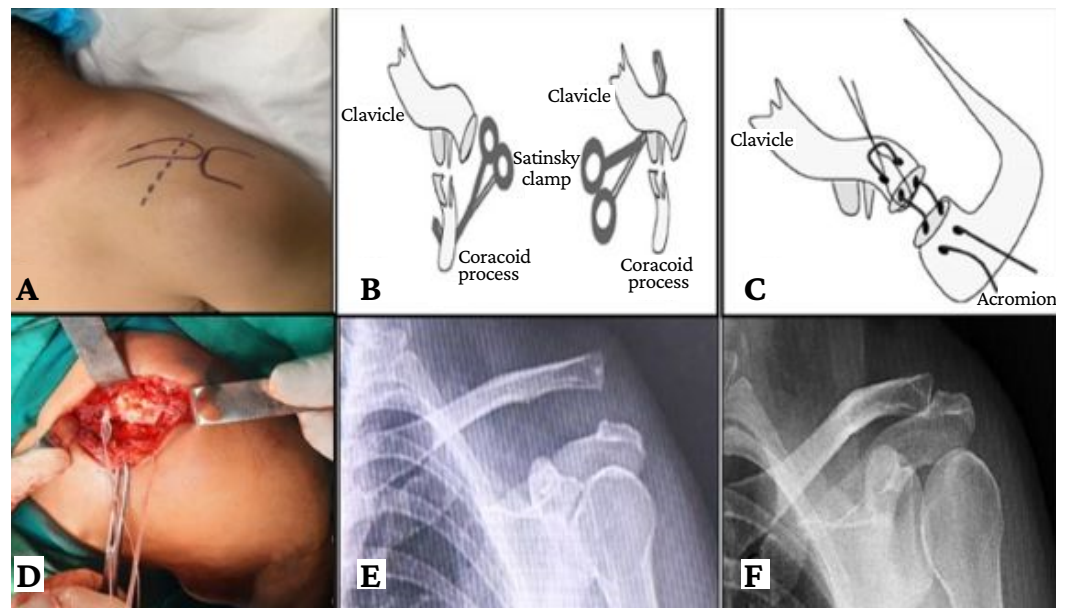 A
Clavicle
Clavicle
Satinsky
clamp
Coracoid
process
Coracoid
process
B
Clavicle
Acromion
C
D
E
F